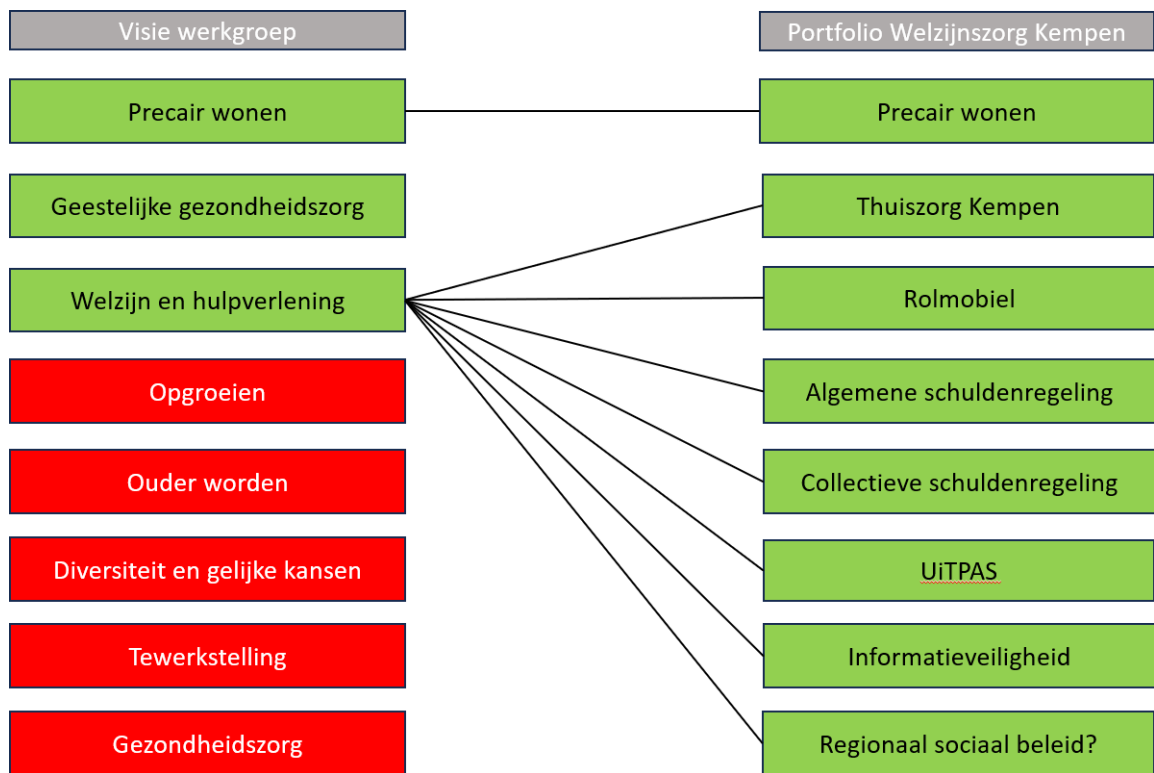 Visie werkgroep
Portfolio Welzijnszorg Kempen
Precair wonen
Precair wonen
Geestelijke gezondheidszorg
Thuiszorg Kempen
Welzijn en hulpverlening
Rolmobiel
Opgroeien
Algemene schuldenregeling
Ouder worden
Collectieve schuldenregeling
Diversiteit en gelijke kansen
UiTPAS
Tewerkstelling
Informatieveiligheid
Gezondheidszorg
Regionaal sociaal beleid?